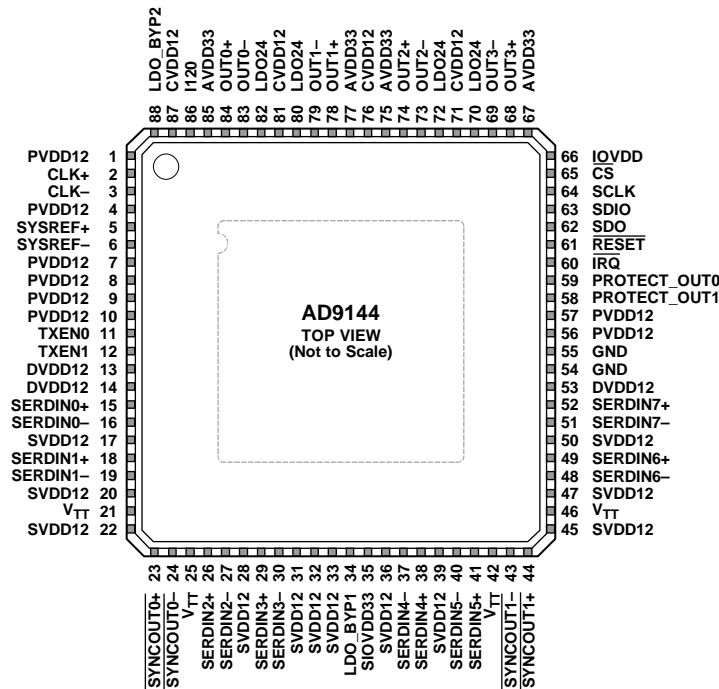 88 LDO_BYP2
87 CVDD12
86 I120
85 AVDD33
84 OUT0+
83 OUT0–
82 LDO24
81 CVDD12
80 LDO24
79 OUT1–
78 OUT1+
77 AVDD33
76 CVDD12
75 AVDD33
74 OUT2+
73 OUT2–
72 LDO24
71 CVDD12
70 LDO24
69 OUT3–
68 OUT3+
67 AVDD33
PVDD12 1
CLK+ 2
CLK– 3
PVDD12 4
SYSREF+ 5
SYSREF– 6
PVDD12 7
PVDD12 8
PVDD12 9
PVDD12 10
TXEN0 11
TXEN1 12
DVDD12 13
DVDD12 14
SERDIN0+ 15
SERDIN0– 16
SVDD12 17
SERDIN1+ 18
SERDIN1– 19
SVDD12 20
VTT 21
SVDD12 22
AD9144
TOP VIEW
(Not to Scale)
66 IOVDD
65 CS
64 SCLK
63 SDIO
62 SDO
61 RESET
60 IRQ
59 PROTECT_OUT0
58 PROTECT_OUT1
57 PVDD12
56 PVDD12
55 GND
54 GND
53 DVDD12
52 SERDIN7+
51 SERDIN7–
50 SVDD12
49 SERDIN6+
48 SERDIN6–
47 SVDD12
46 VTT
45 SVDD12
SYNCOUT0+ 23
SYNCOUT0– 24
VTT 25
SERDIN2+ 26
SERDIN2– 27
SVDD12 28
SERDIN3+ 29
SERDIN3– 30
SVDD12 31
SVDD12 32
SVDD12 33
LDO_BYP1 34
SIOVDD33 35
SVDD12 36
SERDIN4– 37
SERDIN4+ 38
SVDD12 39
SERDIN5– 40
SERDIN5+ 41
VTT 42
SYNCOUT1– 43
SYNCOUT1+ 44